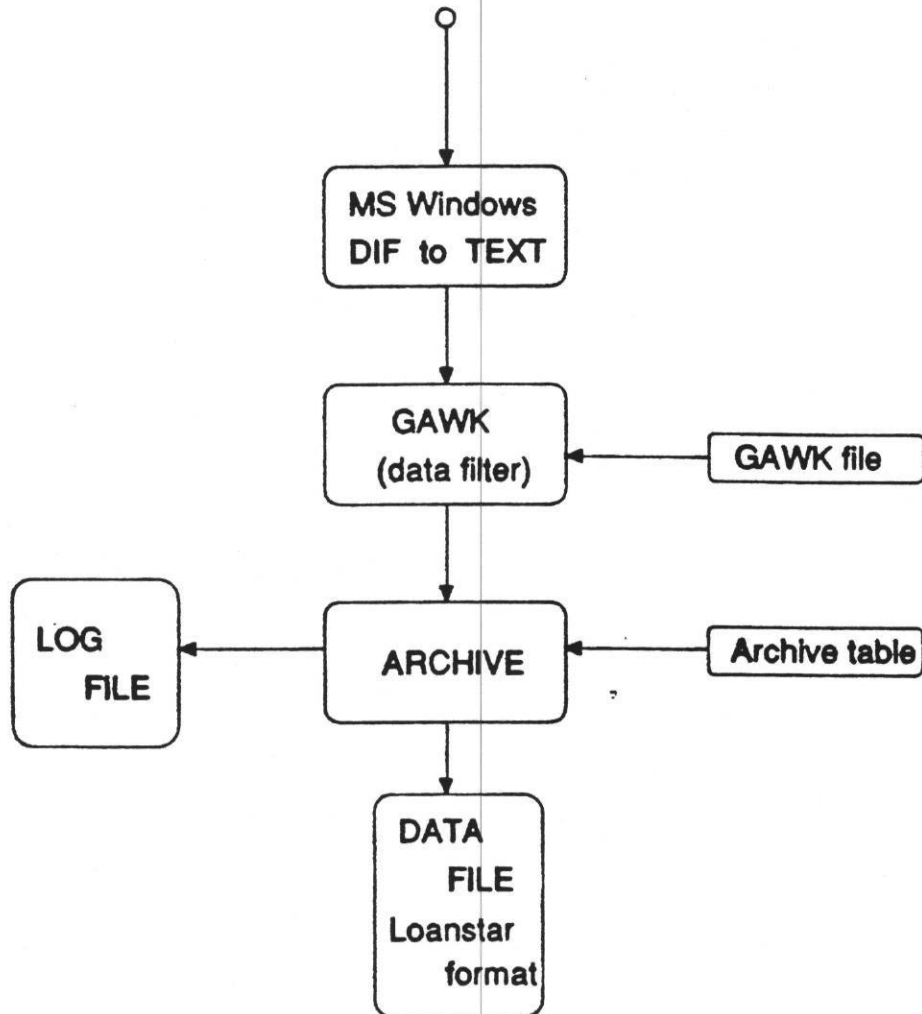 MS Windows
DIF to TEXT
GAWK
(data filter)
GAWK file
LOG
FILE
ARCHIVE
Archive table
DATA
FILE
Loanstar
format